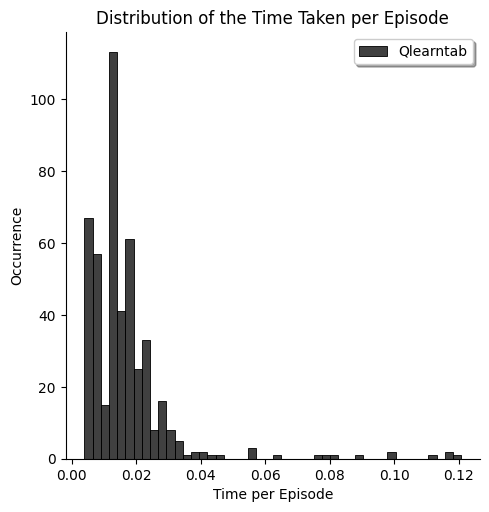 Distribution of the Time Taken per Episode
Qlearntab
Occurrence
100
80
60
40
20
0
0.00 0.02 0.04 0.06 0.08 0.10 0.12
Time per Episode